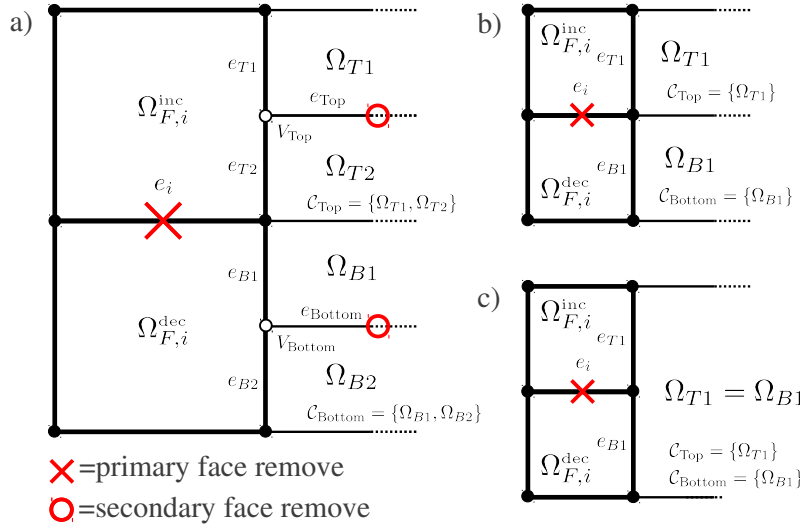 a)
e_{T1}
Ω_{T1}
Ω^{inc}_{F,i}
e_{Top}
V_{Top}
e_{T2}
Ω_{T2}
e_i
C_{Top} = {Ω_{T1}, Ω_{T2}}
e_{B1}
Ω_{B1}
e_{Bottom}
Ω^{dec}_{F,i}
V_{Bottom}
e_{B2}
Ω_{B2}
C_{Bottom} = {Ω_{B1}, Ω_{B2}}
=primary face remove
=secondary face remove
b)
Ω^{inc}_{F,i}
e_{T1}
Ω_{T1}
e_i
C_{Top} = {Ω_{T1}}
e_{B1}
Ω_{B1}
Ω^{dec}_{F,i}
C_{Bottom} = {Ω_{B1}}
c)
Ω^{inc}_{F,i}
e_{T1}
e_i
Ω_{T1} = Ω_{B1}
e_{B1}
Ω^{dec}_{F,i}
C_{Top} = {Ω_{T1}}
C_{Bottom} = {Ω_{B1}}